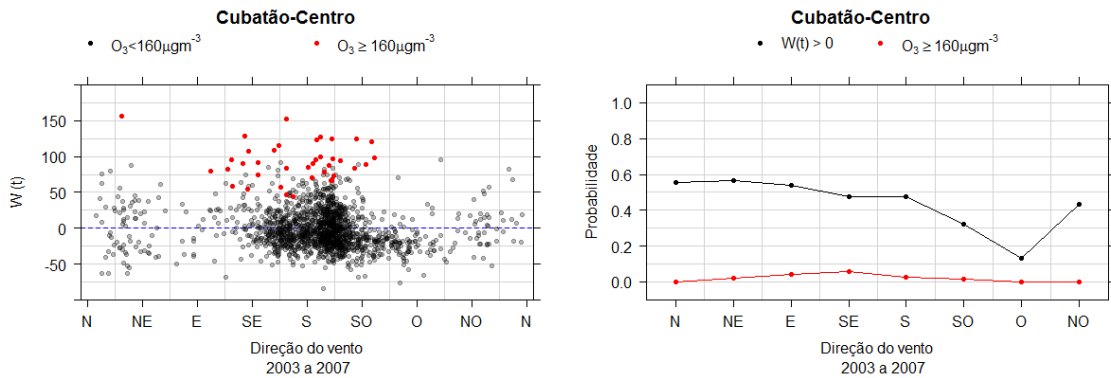 Cubatão-Centro
O₃<160μgm⁻³
O₃ ≥ 160μgm⁻³
W (t)
150
100
50
0
-50
N NE E SE S SO O NO N
Direção do vento
2003 a 2007
Cubatão-Centro
W(t) > 0
O₃ ≥ 160μgm⁻³
Probabilidade
1.0
0.8
0.6
0.4
0.2
0.0
N NE E SE S SO O NO
Direção do vento
2003 a 2007